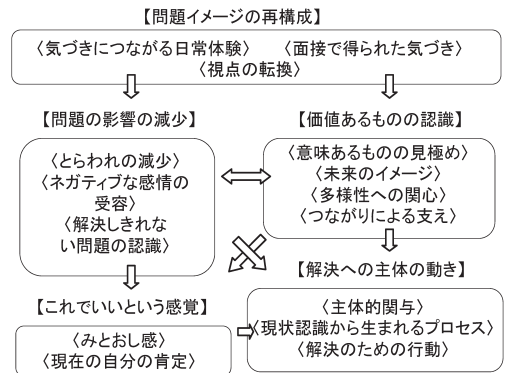 【問題イメージの再構成】
〈気づきにつながる日常体験〉 〈面接で得られた気づき〉
〈視点の転換〉
【問題の影響の減少】
〈とらわれの減少〉
〈ネガティブな感情の
受容〉
〈解決しきれな
い問題の認識〉
【価値あるものの認識】
〈意味あるものの見極め〉
〈未来のイメージ〉
〈多様性への関心〉
〈つながりによる支え〉
【これでいいという感覚】
〈みとおし感〉
〈現在の自分の肯定〉
【解決への主体の動き】
〈主体的関与〉
〈現状認識から生まれるプロセス〉
〈解決のための行動〉